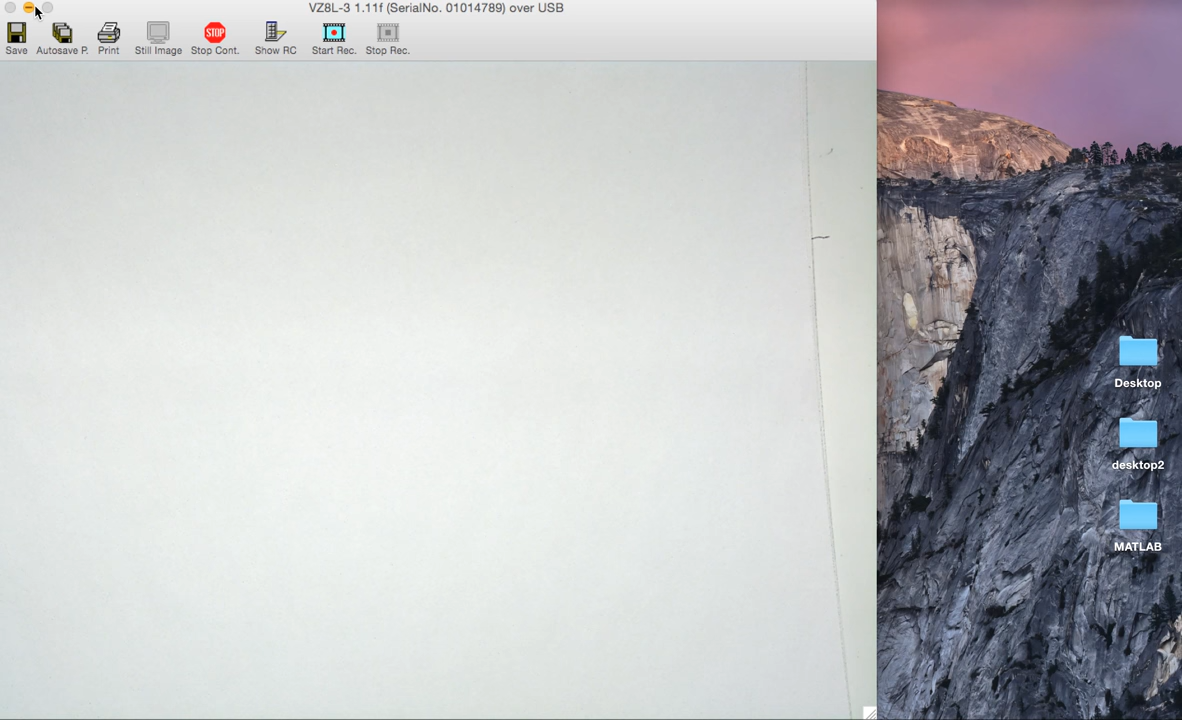 VZ8L-3 1.11f (SerialNo. 01014789) over USB
Save Autosave P. Print Still Image STOP Stop Cont. Show RC Start Rec. Stop Rec.
Desktop
desktop2
MATLAB